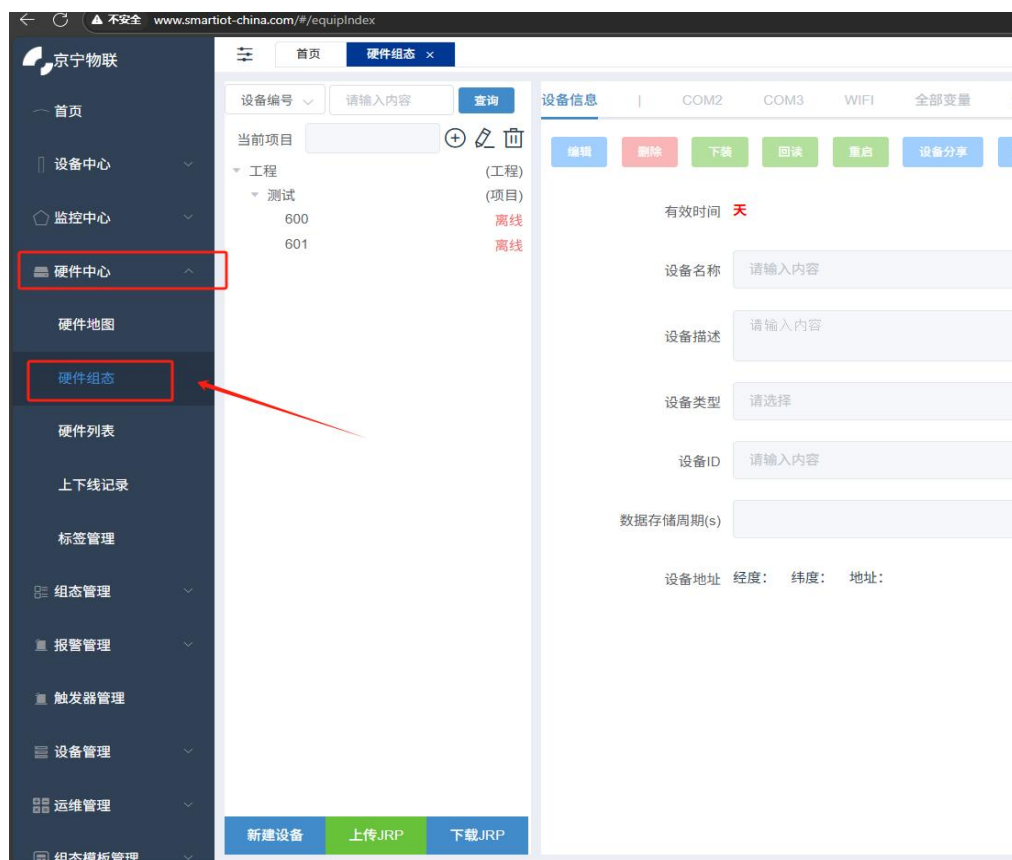 不安全 www.smartiot-china.com/#/equipIndex
京宁物联
首页 硬件组态 ×
首页
设备中心
监控中心
硬件中心
硬件地图
硬件组态
硬件列表
上下线记录
标签管理
组态管理
报警管理
触发器管理
设备管理
运维管理
组态模板管理
设备编号 请输入内容 查询
当前项目
工程 (工程)
测试 (项目)
600 离线
601 离线
新建设备 上传JRP 下载JRP
设备信息 | COM2 COM3 WIFI 全部变量
编辑 删除 下装 回读 重启 设备分享
有效时间 天
设备名称 请输入内容
设备描述 请输入内容
设备类型 请选择
设备ID 请输入内容
数据存储周期(s)
设备地址 经度: 纬度: 地址: